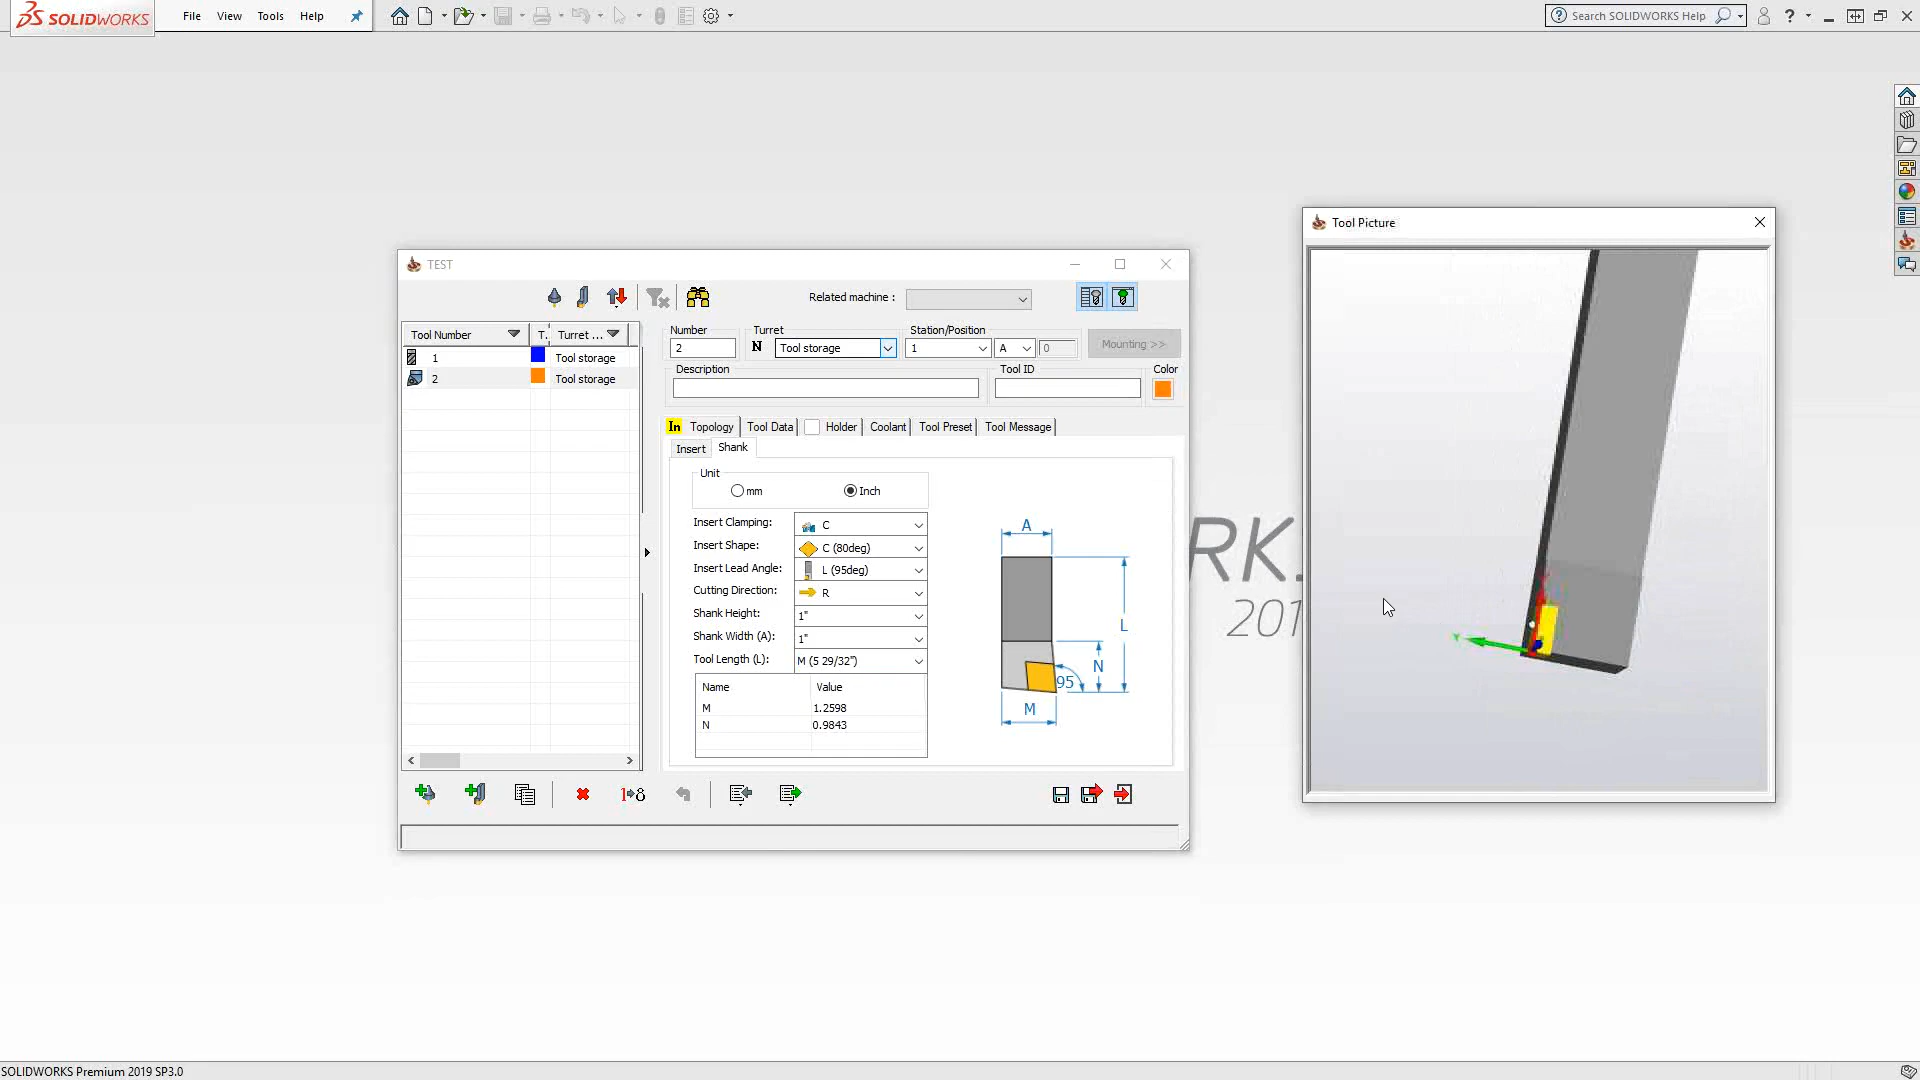 SOLIDWORKS File View Tools Help Search SOLIDWORKS Help ?
Tool Picture
TEST
Related machine :
Tool Number T. Turret ... Number Turret Station/Position
1 Tool storage 2 N Tool storage 1 A 0 Mounting >>
2 Tool storage Description Tool ID Color
In Topology Tool Data Holder Coolant Tool Preset Tool Message
Insert Shank
Unit
mm Inch
Insert Clamping: C
Insert Shape: C (80deg)
Insert Lead Angle: L (95deg)
Cutting Direction: R
Shank Height: 1"
Shank Width (A): 1"
Tool Length (L): M (5 29/32")
Name Value
M 1.2598
N 0.9843
A
L
N
95
M
RK.
201
Y
1 8
SOLIDWORKS Premium 2019 SP3.0